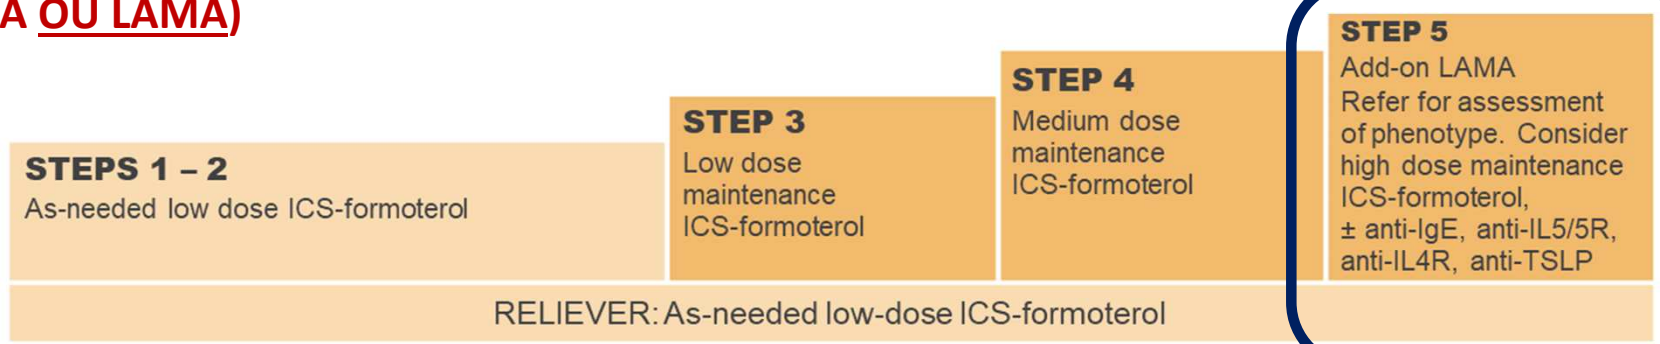 A OU LAMA)
STEPS 1 – 2
As-needed low dose ICS-formoterol
STEP 3
Low dose
maintenance
ICS-formoterol
STEP 4
Medium dose
maintenance
ICS-formoterol
STEP 5
Add-on LAMA
Refer for assessment
of phenotype. Consider
high dose maintenance
ICS-formoterol,
± anti-IgE, anti-IL5/5R,
anti-IL4R, anti-TSLP
RELIEVER: As-needed low-dose ICS-formoterol